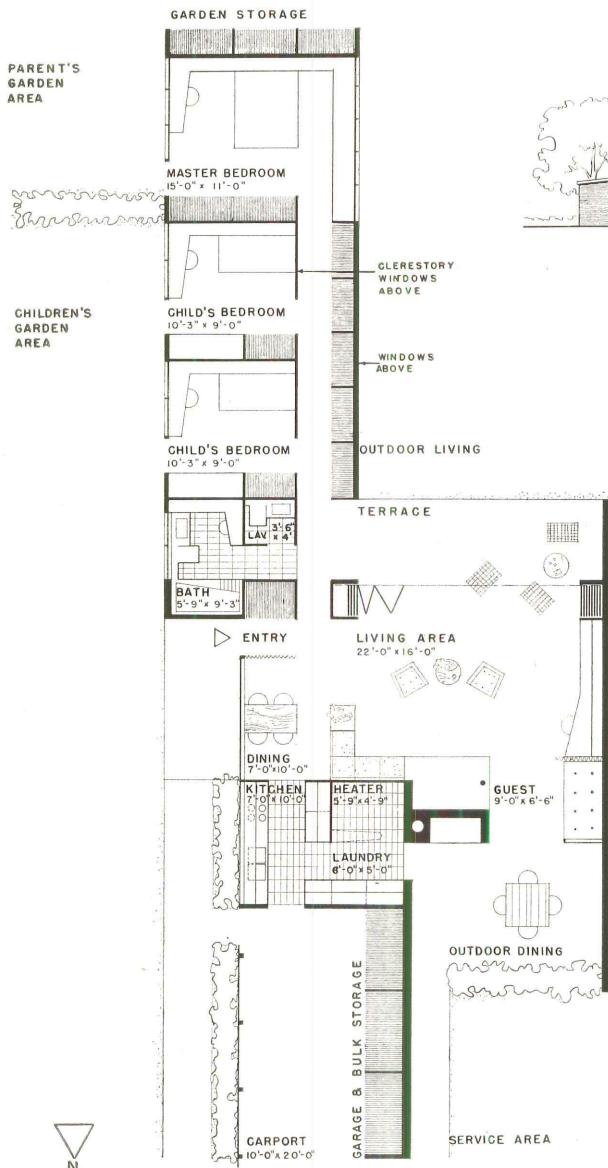 GARDEN STORAGE
PARENT'S
GARDEN
AREA
MASTER BEDROOM
15'-0" x 11'-0"
CLERESTORY
WINDOWS
ABOVE
CHILDREN'S
GARDEN
AREA
CHILD'S BEDROOM
10'-3" x 9'-0"
WINDOWS
ABOVE
CHILD'S BEDROOM
10'-3" x 9'-0"
OUTDOOR LIVING
TERRACE
LAV.
3'-6"
x 4'
BATH
5'-9" x 9'-3"
ENTRY
LIVING AREA
22'-0" x 16'-0"
DINING
7'-0" x 10'-0"
KITCHEN
7'-0" x 10'-0"
HEATER
5'-9" x 4'-9"
GUEST
9'-0" x 6'-6"
LAUNDRY
6'-0" x 5'-0"
OUTDOOR DINING
GARAGE & BULK STORAGE
CARPORT
10'-0" x 20'-0"
SERVICE AREA
N